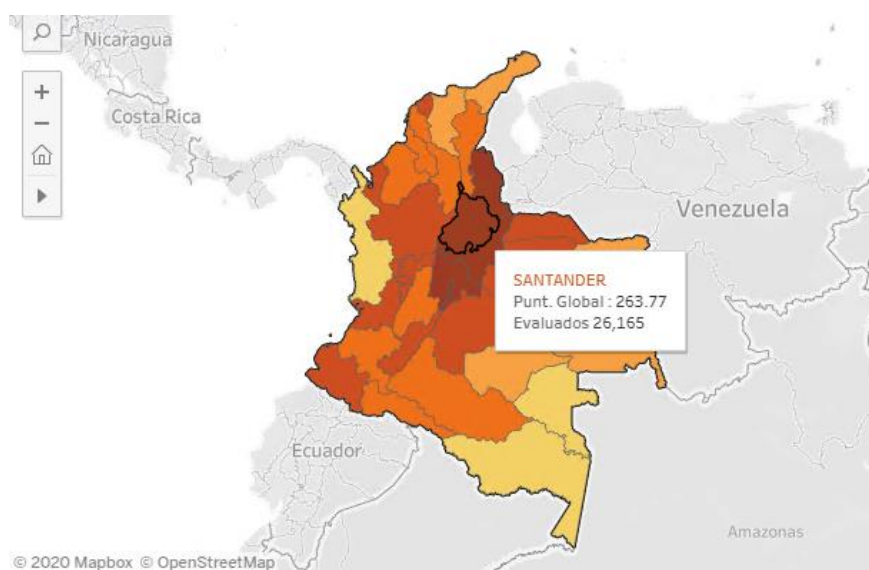 Nicaragua
Costa Rica
Venezuela
SANTANDER
Punt. Global : 263.77
Evaluados 26,165
Ecuador
Amazonas
© 2020 Mapbox © OpenStreetMap